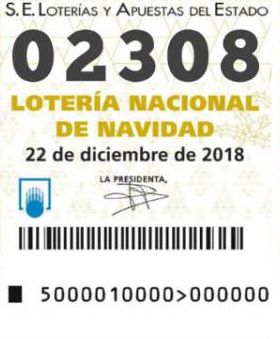 S.E. LOTERÍAS Y APUESTAS DEL ESTADO
02308
LOTERÍA NACIONAL
DE NAVIDAD
22 de diciembre de 2018
LA PRESIDENTA,
5000010000>000000